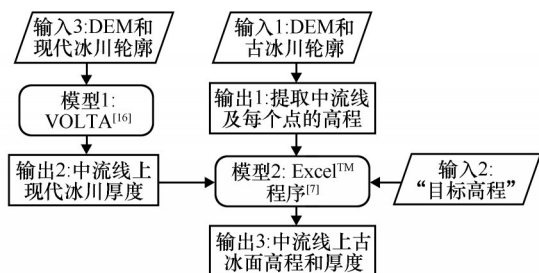 输入3:DEM和
现代冰川轮廓
输入1:DEM和
古冰川轮廓
模型1:
VOLTA[16]
输出1:提取中流线
及每个点的高程
输出2:中流线上
现代冰川厚度
模型2: Excel™
程序[7]
输入2:
“目标高程”
输出3:中流线上古
冰面高程和厚度